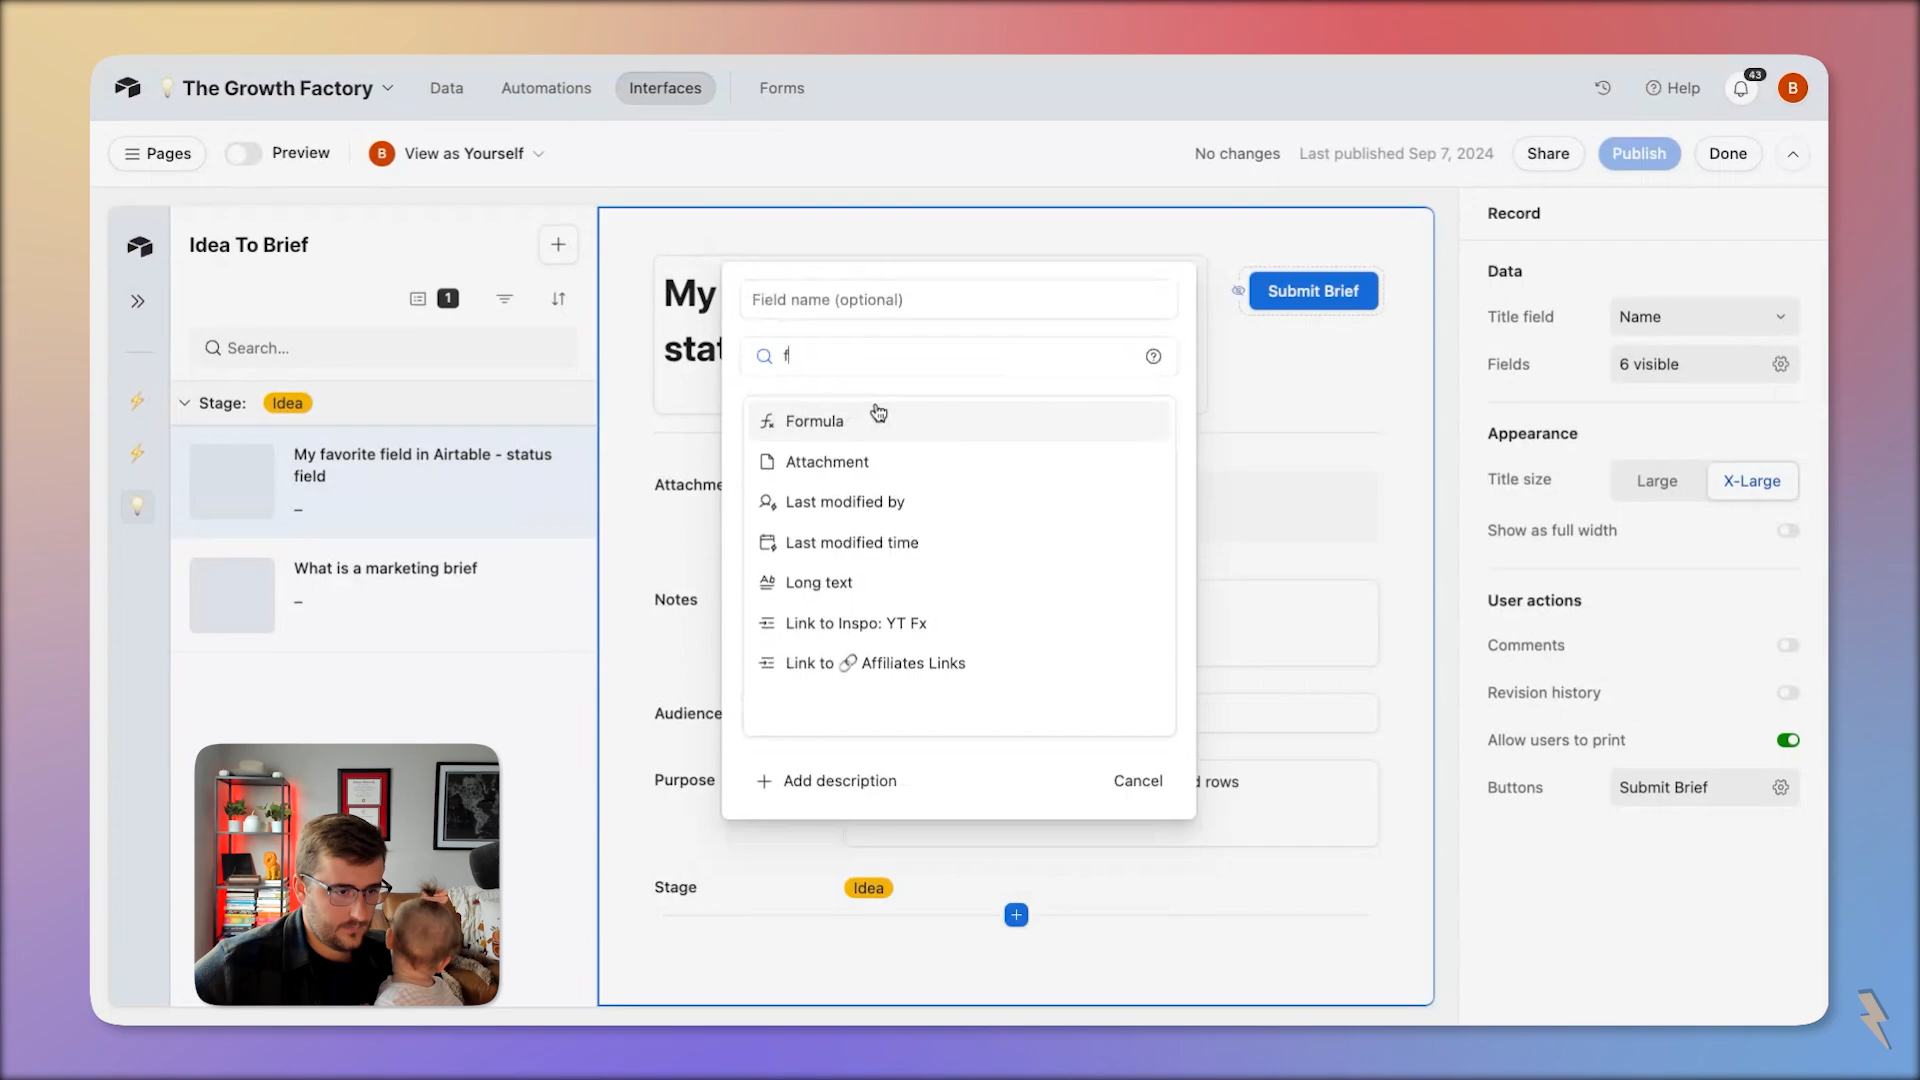 The Growth Factory
Data
Automations
Interfaces
Forms
Help
43
B
Pages
Preview
B
View as Yourself
No changes
Last published Sep 7, 2024
Share
Publish
Done
Idea To Brief
1
Search...
Stage:
Idea
My favorite field in Airtable - status
field
–
What is a marketing brief
–
My
stat
Submit Brief
Attachme
Notes
Audience
Purpose
d rows
Stage
Idea
Field name (optional)
f
Formula
Attachment
Last modified by
Last modified time
Long text
Link to Inspo: YT Fx
Link to 🔗 Affiliates Links
Add description
Cancel
Record
Data
Title field
Name
Fields
6 visible
Appearance
Title size
Large
X-Large
Show as full width
User actions
Comments
Revision history
Allow users to print
Buttons
Submit Brief